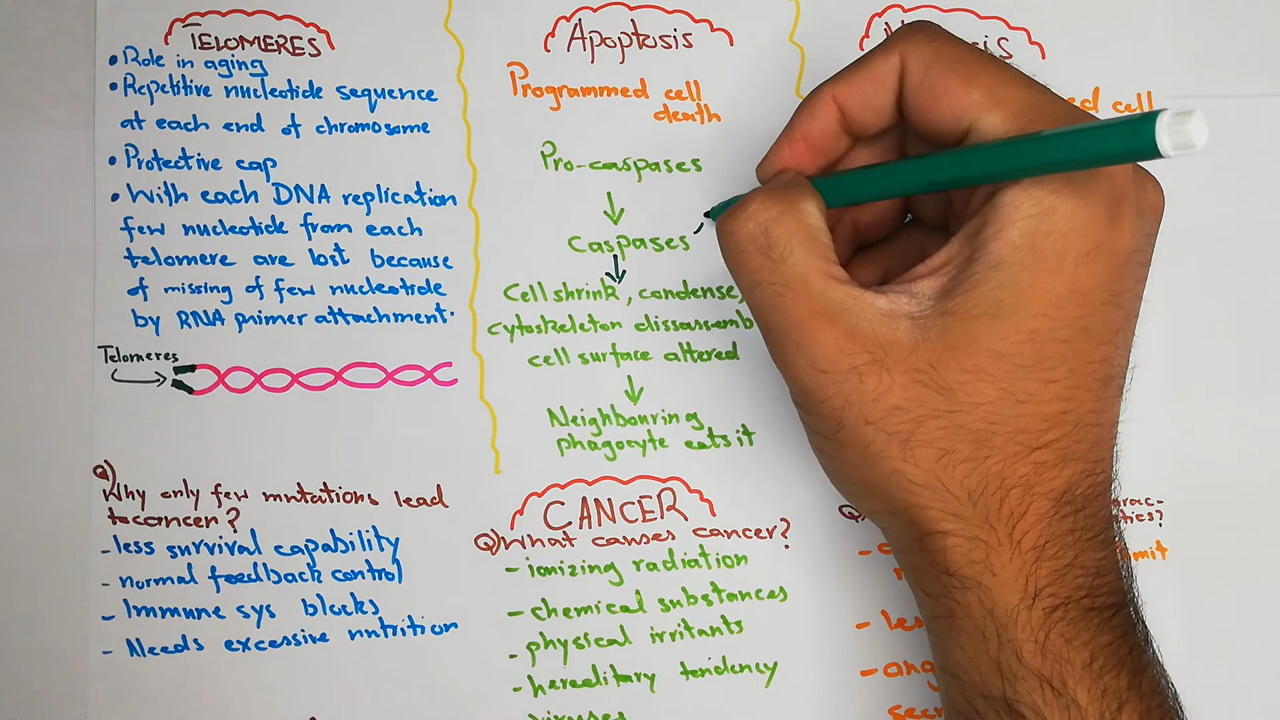 TELOMERES
• Role in aging
• Repetitive nucleotide sequence
at each end of chromosome
• Protective cap
• With each DNA replication
few nucleotide from each
telomere are lost because
of missing of few nucleotide
by RNA primer attachment.
Telomeres
Apoptosis
Programmed cell
death
Pro-caspases
Caspases
Cell shrink, condense,
cytoskeleton
cell surface altered
Neighbouring
phagocyte eats it
cell
Q)
Why only few mutations lead
to cancer?
- less survival capability
- normal feedback control
- Immune sys blocks
- Needs excessive nutrition
CANCER
Q) What causes cancer?
- ionizing radiation
- chemical substances
- physical irritants
- hereditary tendency
viruses
Q